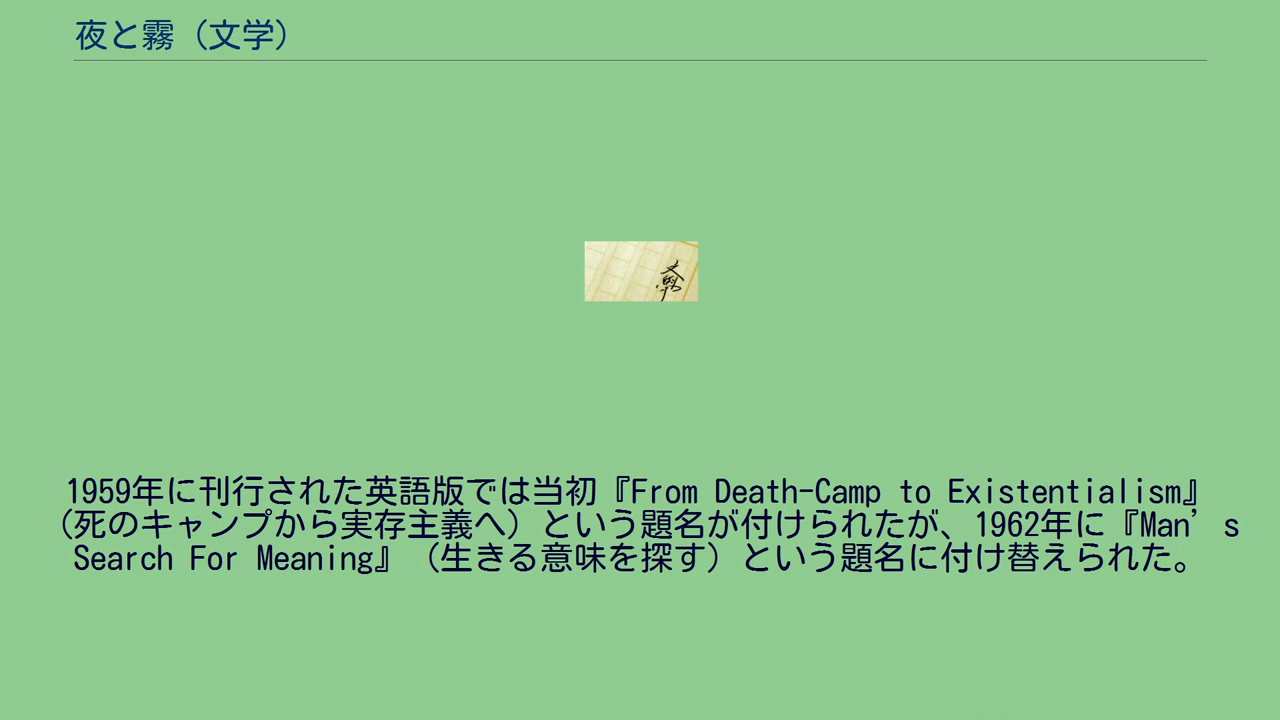 夜と霧（文学）
1959年に刊行された英語版では当初『From Death-Camp to Existentialism』
（死のキャンプから実存主義へ）という題名が付けられたが、1962年に『Man’s
Search For Meaning』（生きる意味を探す）という題名に付け替えられた。